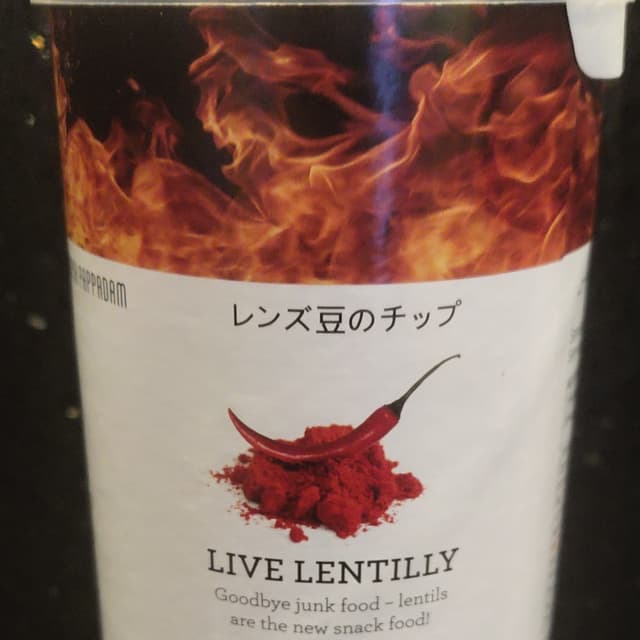 PAPPADAM
レンズ豆のチップ
LIVE LENTILLY
Goodbye junk food – lentils
are the new snack food!